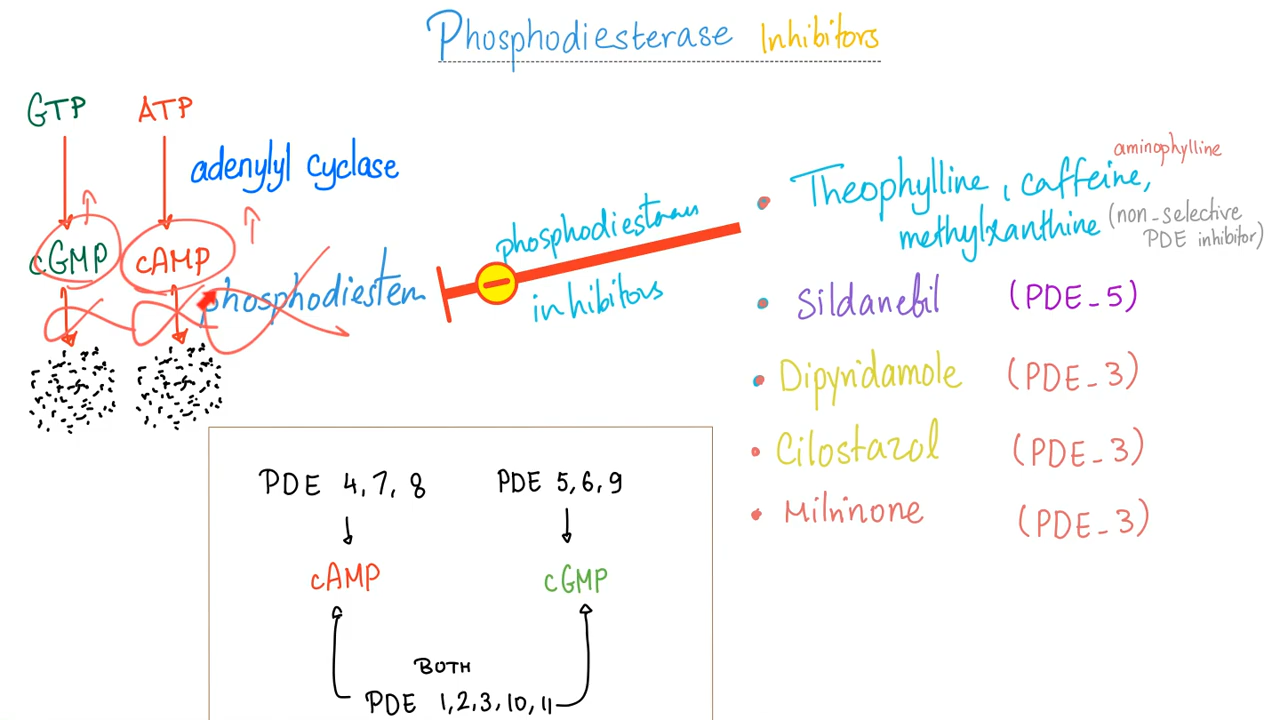 Phosphodiesterase Inhibitors
GTP ATP
adenylyl cyclase
cGMP cAMP
phosphodiester
phosphodiesteras
inhibitors
aminophylline
Theophylline, caffeine,
methylxanthine (non-selective
PDE inhibitor)
Sildanefil (PDE-5)
Dipyridamole (PDE-3)
Cilostazol (PDE-3)
Milrinone (PDE-3)
PDE 4, 7, 8 PDE 5, 6, 9
cAMP cGMP
BOTH
PDE 1, 2, 3, 10, 11